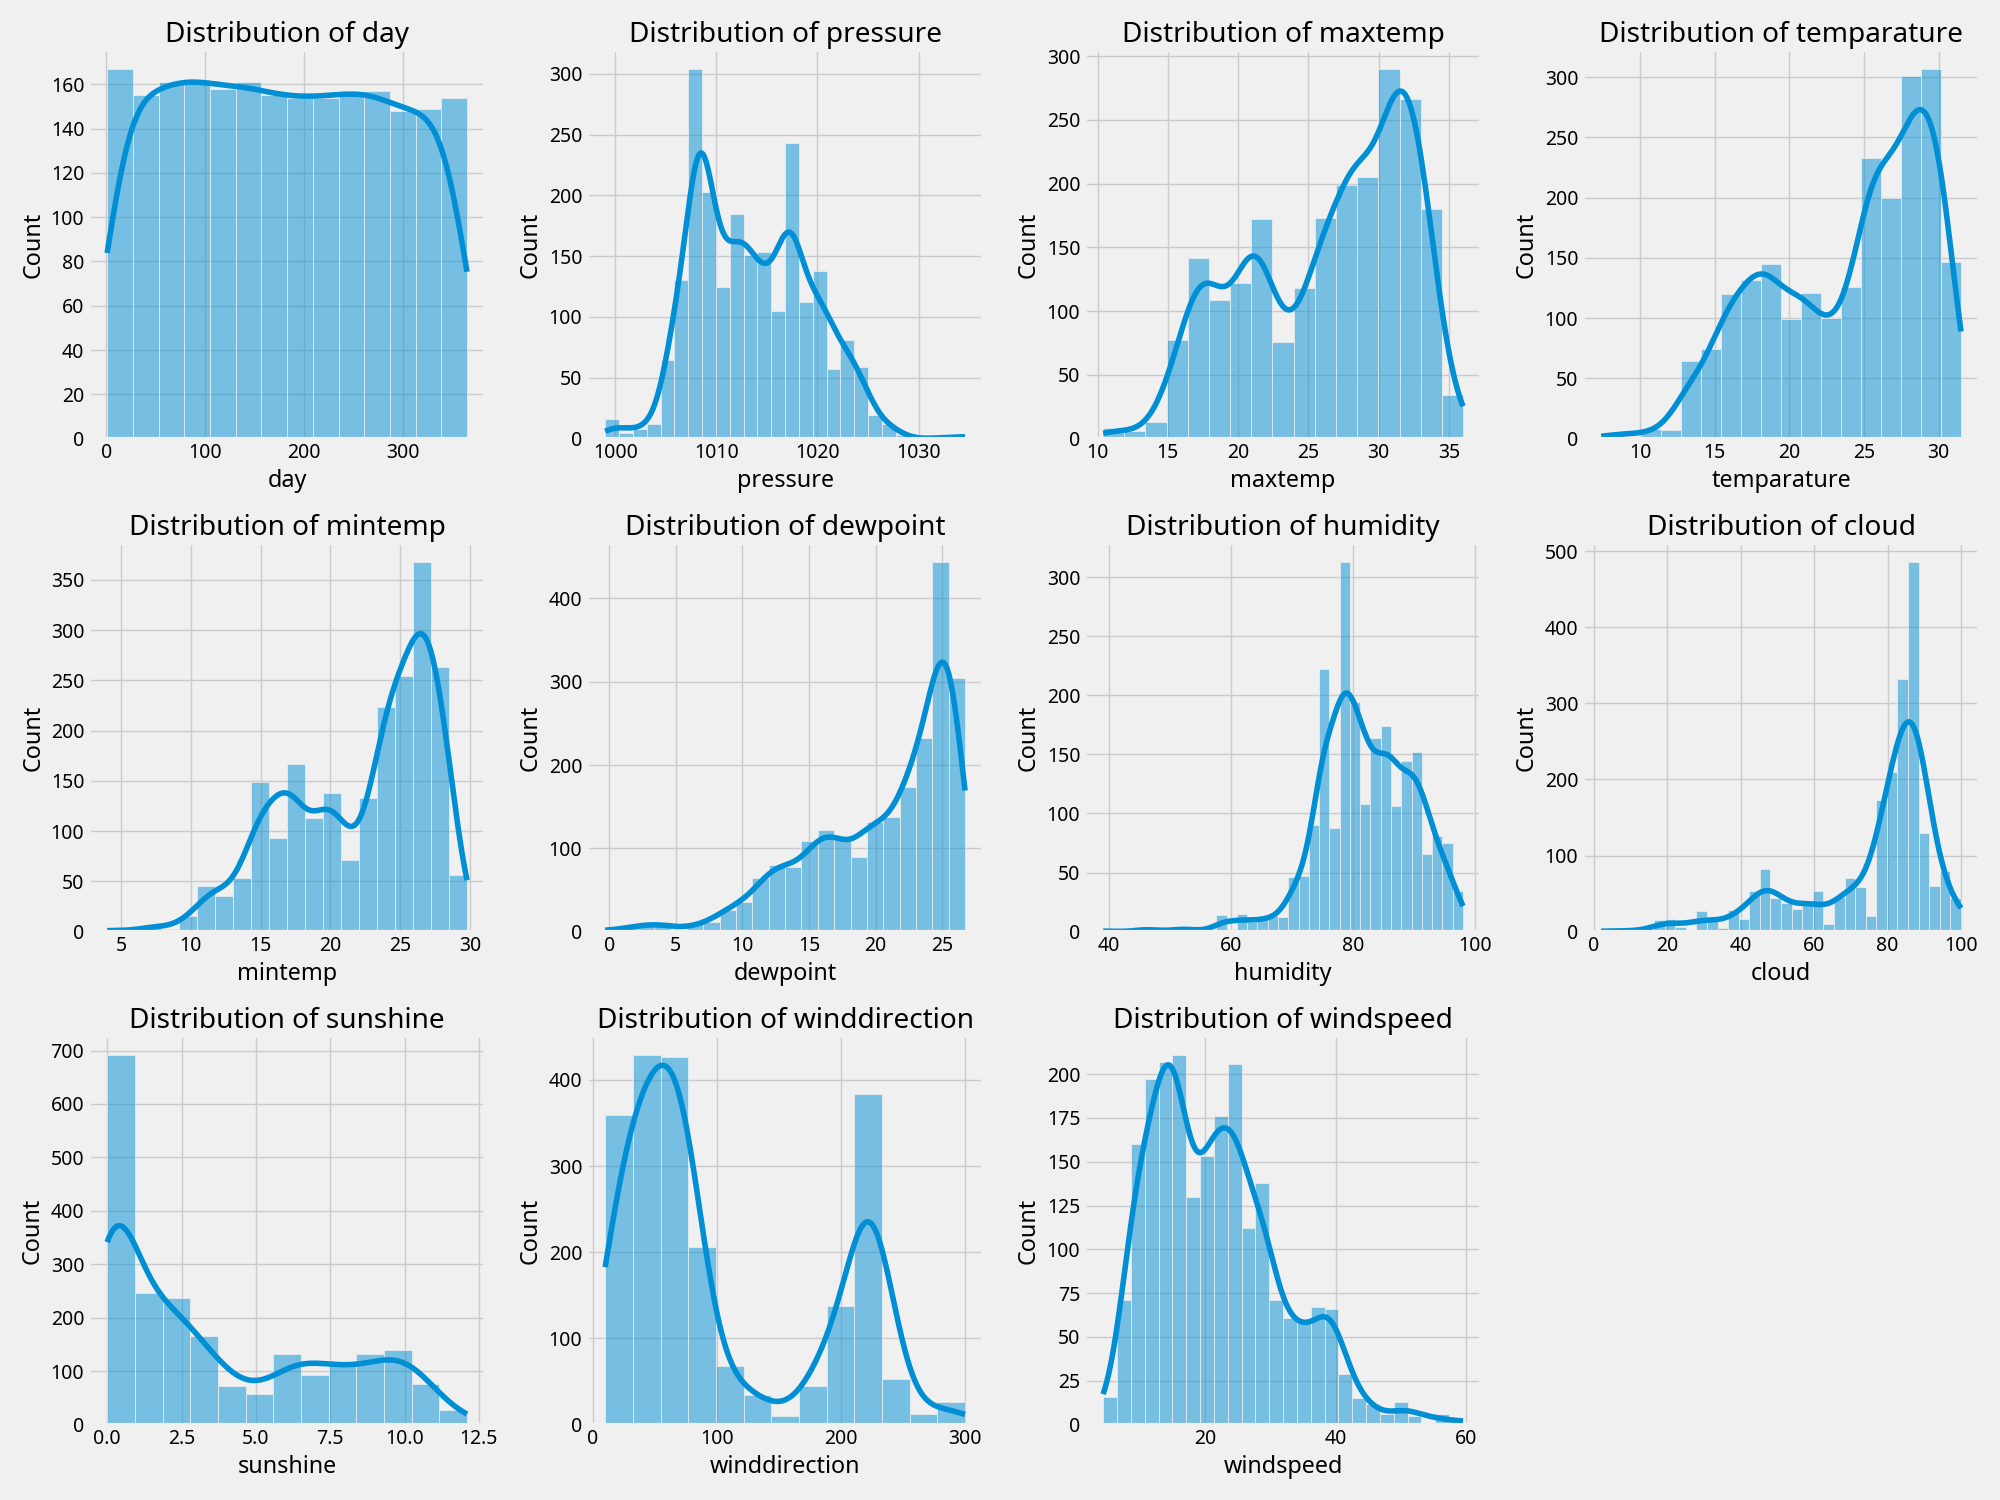 Distribution of day
Distribution of pressure
Distribution of maxtemp
Distribution of temparature
160
140
120
100
80
60
40
20
0
Count
0 100 200 300
day
300
250
200
150
100
50
0
Count
1000 1010 1020 1030
pressure
300
250
200
150
100
50
0
Count
10 15 20 25 30 35
maxtemp
300
250
200
150
100
50
0
Count
10 15 20 25 30
temparature
Distribution of mintemp
Distribution of dewpoint
Distribution of humidity
Distribution of cloud
350
300
250
200
150
100
50
0
Count
5 10 15 20 25 30
mintemp
400
300
200
100
0
Count
0 5 10 15 20 25
dewpoint
300
250
200
150
100
50
0
Count
40 60 80 100
humidity
500
400
300
200
100
0
Count
0 20 40 60 80 100
cloud
Distribution of sunshine
Distribution of winddirection
Distribution of windspeed
700
600
500
400
300
200
100
0
Count
0.0 2.5 5.0 7.5 10.0 12.5
sunshine
400
300
200
100
0
Count
0 100 200 300
winddirection
200
175
150
125
100
75
50
25
0
Count
20 40 60
windspeed